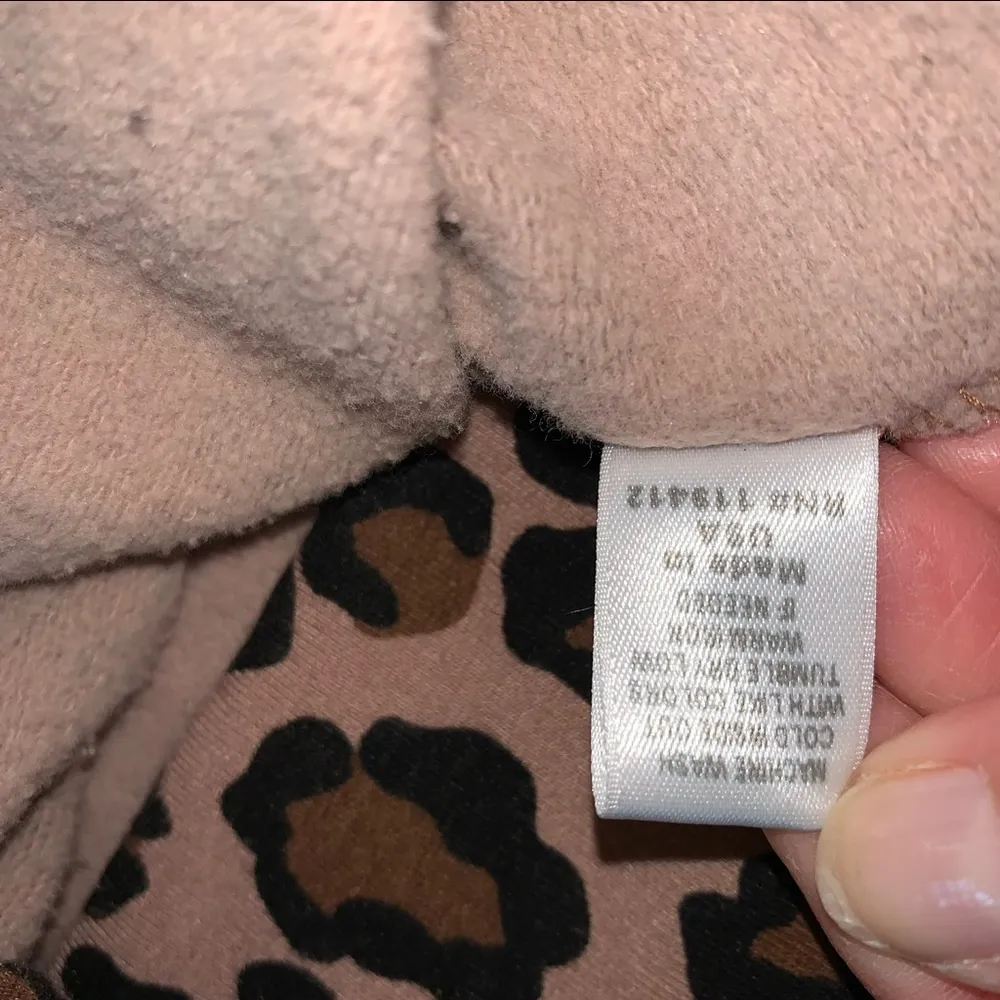 MACHINE WASH
COLD INSIDE OUT
WITH LIKE COLORS
TUMBLE DRY LOW
WARM IRON
IF NEEDED
Made in
USA
RN# 119412